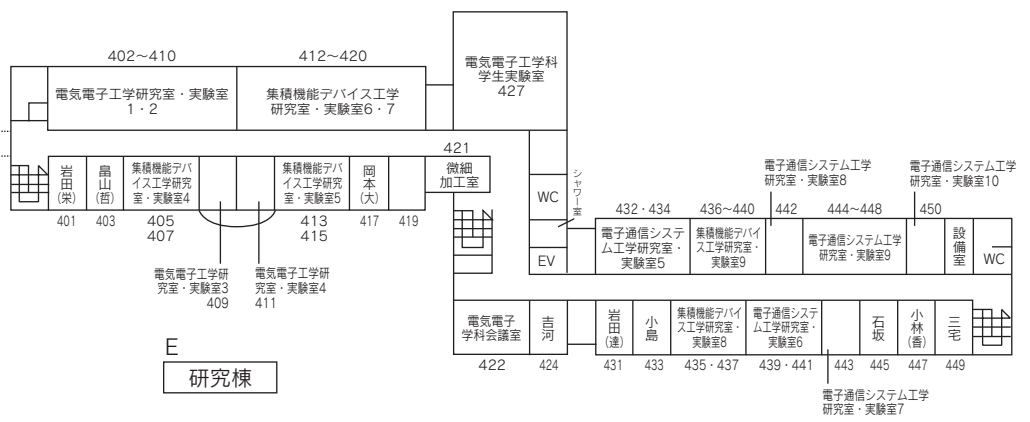 402～410
412～420
電気電子工学研究室・実験室
1・2
集積機能デバイス工学
研究室・実験室6・7
電気電子工学科
学生実験室
427
421
微細
加工室
岩田
(栄)
401
畠山
(哲)
403
集積機能デバ
イス工学研究
室・実験室4
405
407
電気電子工学研
究室・実験室3
409
電気電子工学研
究室・実験室4
411
集積機能デバ
イス工学研究
室・実験室5
413
415
岡本
(大)
417
419
WC
シャワー室
EV
432・434
電子通信システ
ム工学研究室・
実験室5
436～440
集積機能デバイ
ス工学研究室・
実験室9
電子通信システム工学
研究室・実験室8
442
444～448
電子通信システム工学
研究室・実験室9
電子通信システム工学
研究室・実験室10
450
設備室
WC
電気電子
学科会議室
422
吉河
424
岩田
(達)
431
小島
433
集積機能デバイ
ス工学研究室・
実験室8
435・437
電子通信システ
ム工学研究室・
実験室6
439・441
443
電子通信システム工学
研究室・実験室7
石坂
445
小林
(香)
447
三宅
449
E
研究棟